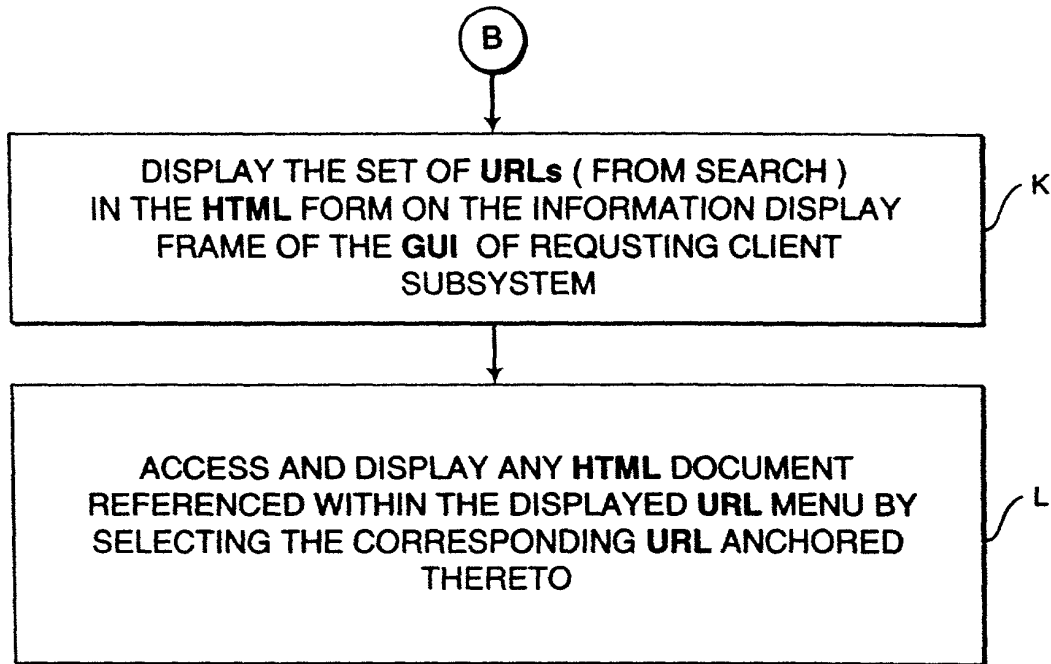 B
DISPLAY THE SET OF URLs ( FROM SEARCH )
IN THE HTML FORM ON THE INFORMATION DISPLAY
FRAME OF THE GUI OF REQUSTING CLIENT
SUBSYSTEM
K
ACCESS AND DISPLAY ANY HTML DOCUMENT
REFERENCED WITHIN THE DISPLAYED URL MENU BY
SELECTING THE CORRESPONDING URL ANCHORED
THERETO
L